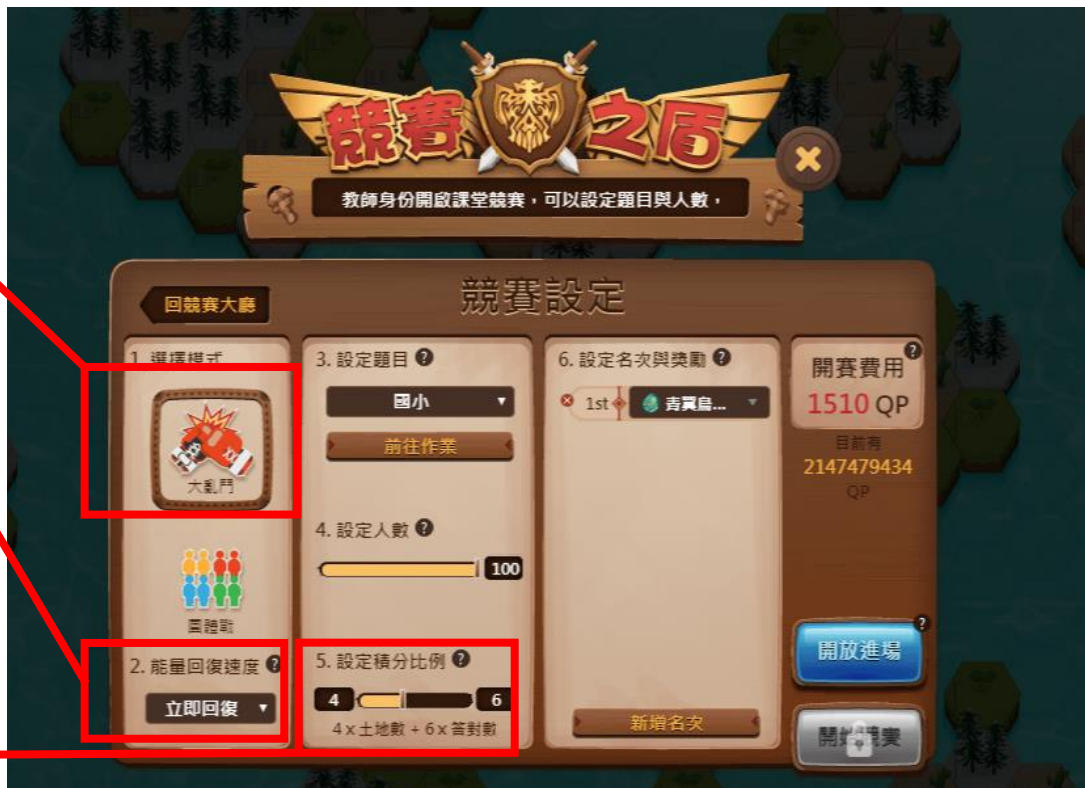 競賽之盾
教師身份開啟課堂競賽，可以設定題目與人數，
回競賽大廳
競賽設定
1. 選擇模式
大亂鬥
團體戰
2. 能量回復速度 ?
立即回復
3. 設定題目 ?
國小
前往作業
4. 設定人數 ?
100
5. 設定積分比例 ?
4 6
4 x 土地數 + 6 x 答對數
6. 設定名次與獎勵 ?
1st 青翼鳥...
新增名次
開賽費用 ?
1510 QP
目前有
2147479434
QP
開放進場 ?
開始競賽